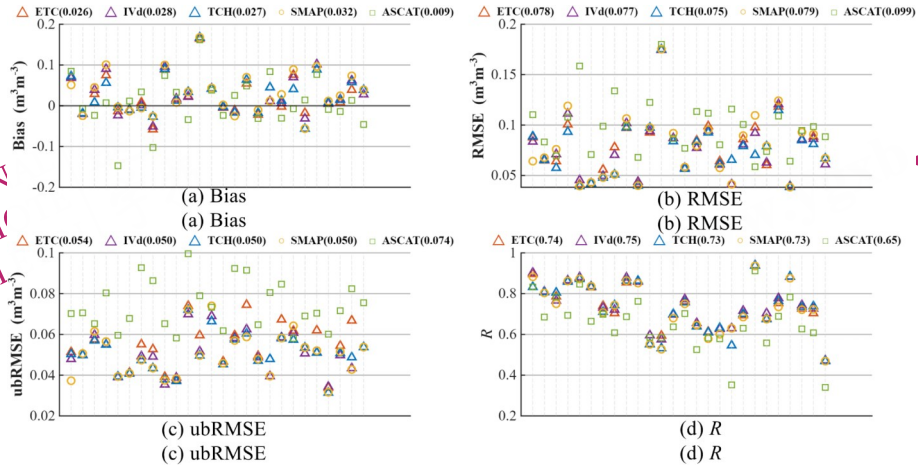 ETC(0.026) IVd(0.028) TCH(0.027) SMAP(0.032) ASCAT(0.009)
0.2
0.1
0
-0.1
-0.2
Bias (m³m⁻³)
(a) Bias
(a) Bias
ETC(0.078) IVd(0.077) TCH(0.075) SMAP(0.079) ASCAT(0.099)
0.2
0.15
0.1
0.05
RMSE (m³m⁻³)
(b) RMSE
(b) RMSE
ETC(0.054) IVd(0.050) TCH(0.050) SMAP(0.050) ASCAT(0.074)
0.1
0.08
0.06
0.04
0.02
ubRMSE (m³m⁻³)
(c) ubRMSE
(c) ubRMSE
ETC(0.74) IVd(0.75) TCH(0.73) SMAP(0.73) ASCAT(0.65)
1
0.8
0.6
0.4
0.2
R
(d) R
(d) R